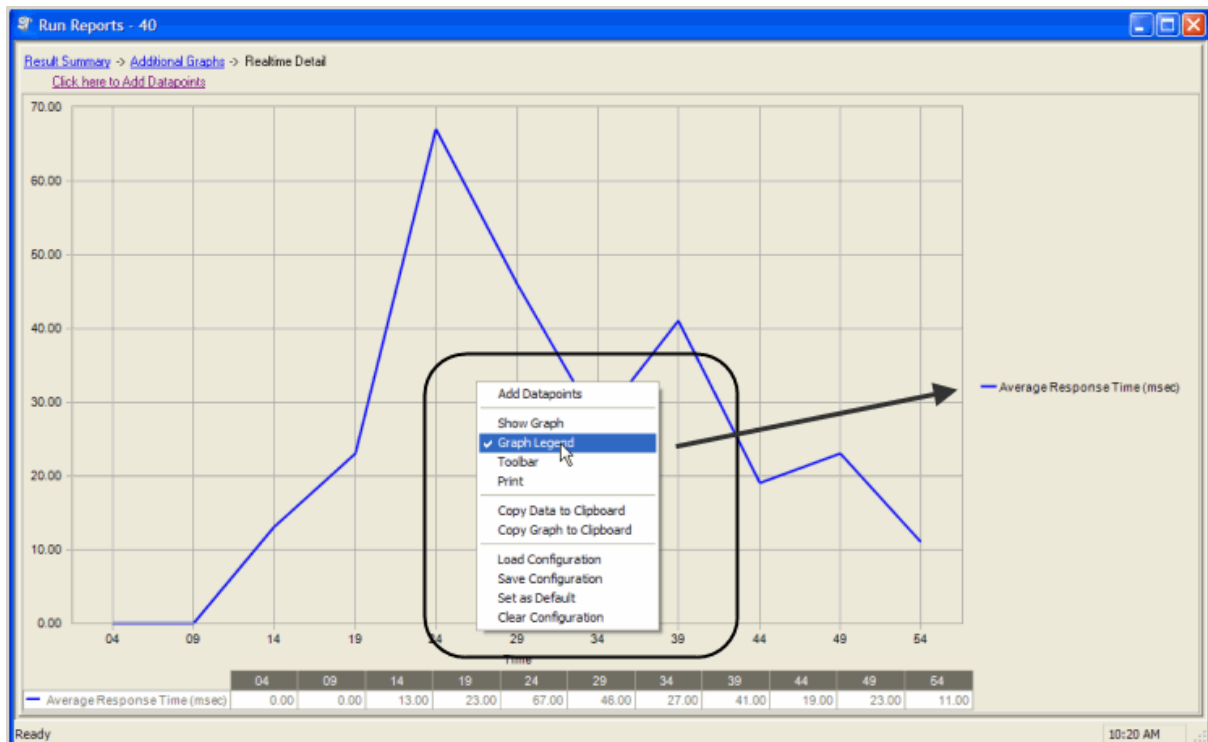 Run Reports - 40
Result Summary -> Additional Graphs -> Realtime Detail
Click here to Add Datapoints
70.00
60.00
50.00
40.00
30.00
20.00
10.00
0.00
Add Datapoints
Show Graph
Graph Legend
Toolbar
Print
Copy Data to Clipboard
Copy Graph to Clipboard
Load Configuration
Save Configuration
Set as Default
Clear Configuration
Average Response Time (msec)
04 09 14 19 24 29 34 39 44 49 54
Time
04 09 14 19 24 29 34 39 44 49 54
Average Response Time (msec) 0.00 0.00 13.00 23.00 67.00 46.00 27.00 41.00 19.00 23.00 11.00
Ready 10:20 AM